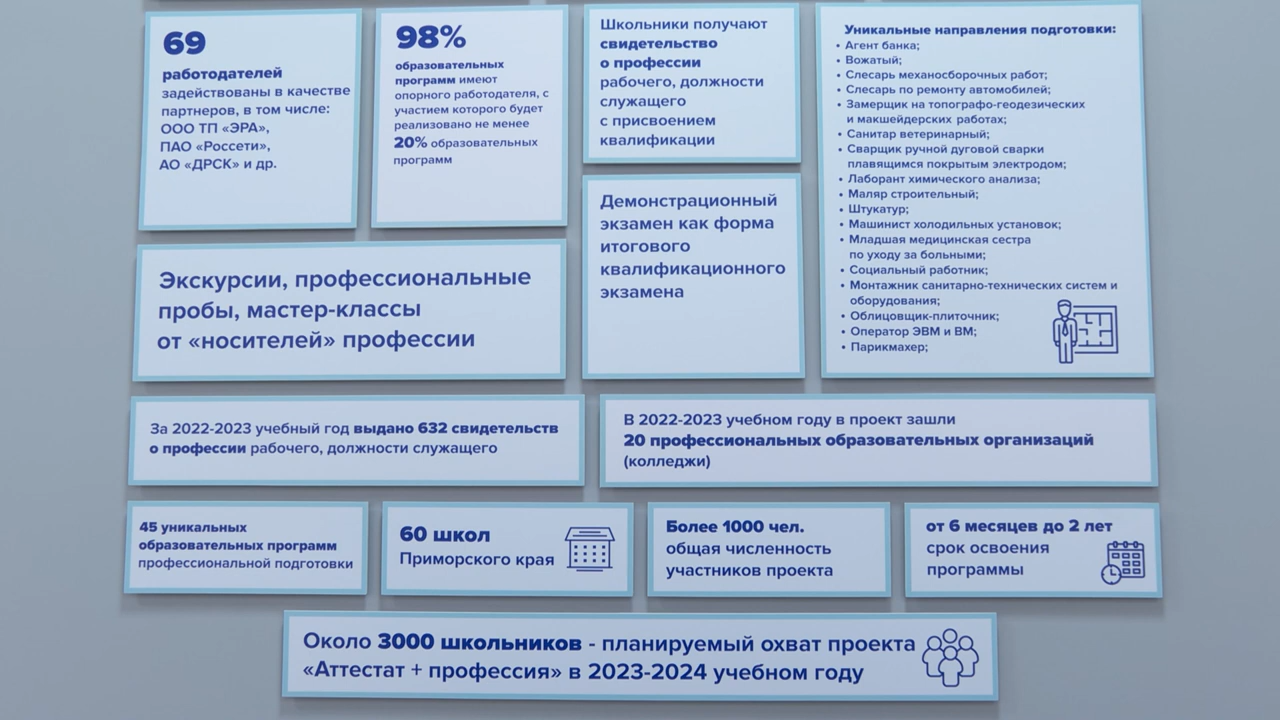 69
работодателей
задействованы в качестве
партнеров, в том числе:
ООО ТП «ЭРА»,
ПАО «Россети»,
АО «ДРСК» и др.
98%
образовательных
программ имеют
опорного работодателя, с
участием которого будет
реализовано не менее
20% образовательных
программ
Школьники получают
свидетельство
о профессии
рабочего, должности
служащего
с присвоением
квалификации
Уникальные направления подготовки:
• Агент банка;
• Вожатый;
• Слесарь механосборочных работ;
• Слесарь по ремонту автомобилей;
• Замерщик на топографо-геодезических
и макшейдерских работах;
• Санитар ветеринарный;
• Сварщик ручной дуговой сварки
плавящимся покрытым электродом;
• Лаборант химического анализа;
• Маляр строительный;
• Штукатур;
• Машинист холодильных установок;
• Младшая медицинская сестра
по уходу за больными;
• Социальный работник;
• Монтажник санитарно-технических систем и
оборудования;
• Облицовщик-плиточник;
• Оператор ЭВМ и ВМ;
• Парикмахер;
Демонстрационный
экзамен как форма
итогового
квалификационного
экзамена
Экскурсии, профессиональные
пробы, мастер-классы
от «носителей» профессии
За 2022-2023 учебный год выдано 632 свидетельств
о профессии рабочего, должности служащего
В 2022-2023 учебном году в проект зашли
20 профессиональных образовательных организаций
(колледжи)
45 уникальных
образовательных программ
профессиональной подготовки
60 школ
Приморского края
Более 1000 чел.
общая численность
участников проекта
от 6 месяцев до 2 лет
срок освоения
программы
Около 3000 школьников - планируемый охват проекта
«Аттестат + профессия» в 2023-2024 учебном году